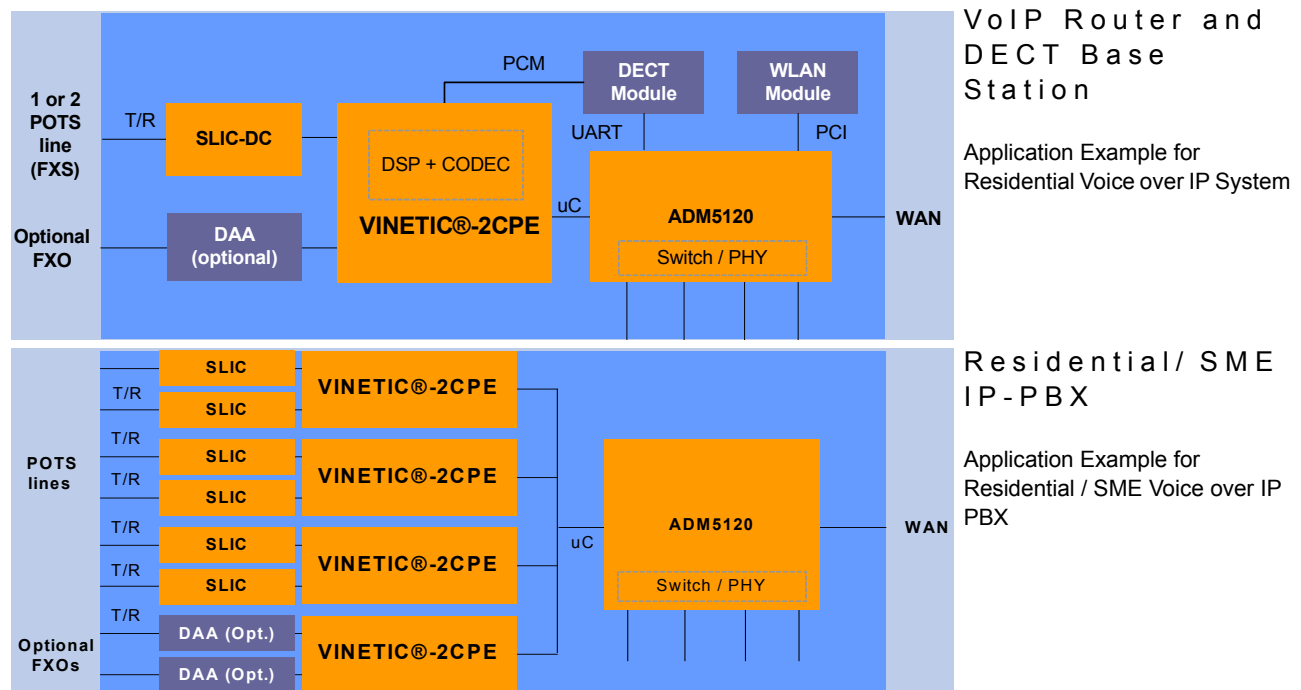 VoIP Router and
DECT Base
Station
Application Example for
Residential Voice over IP System
1 or 2
POTS
line
(FXS)
T/R
SLIC-DC
Optional
FXO
DAA
(optional)
PCM
DSP + CODEC
VINETIC®-2CPE
uC
DECT
Module
UART
WLAN
Module
PCI
ADM5120
Switch / PHY
WAN
Residential/ SME
IP-PBX
Application Example for
Residential / SME Voice over IP
PBX
POTS
lines
Optional
FXOs
T/R
T/R
T/R
T/R
T/R
T/R
SLIC
SLIC
SLIC
SLIC
SLIC
SLIC
DAA (Opt.)
DAA (Opt.)
VINETIC®-2CPE
VINETIC®-2CPE
VINETIC®-2CPE
VINETIC®-2CPE
uC
ADM5120
Switch / PHY
WAN